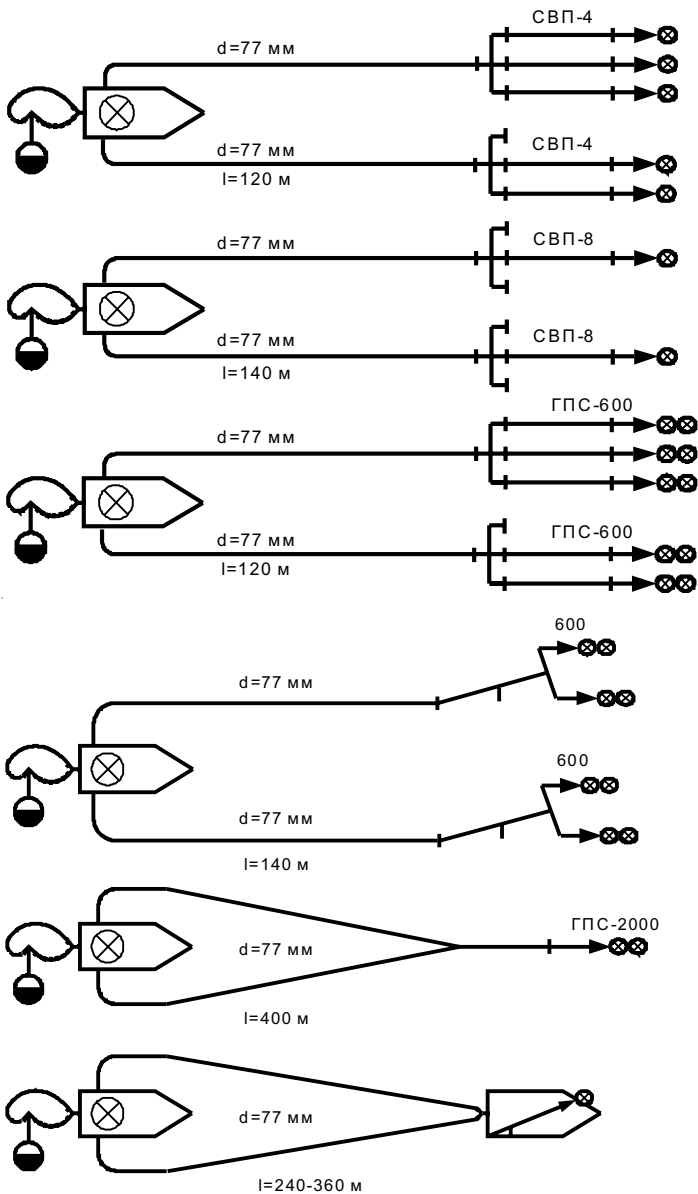 СВП-4
d=77 мм
d=77 мм
СВП-4
l=120 м
d=77 мм
СВП-8
d=77 мм
СВП-8
l=140 м
ГПС-600
d=77 мм
d=77 мм
ГПС-600
l=120 м
600
d=77 мм
600
d=77 мм
l=140 м
ГПС-2000
d=77 мм
l=400 м
d=77 мм
l=240-360 м